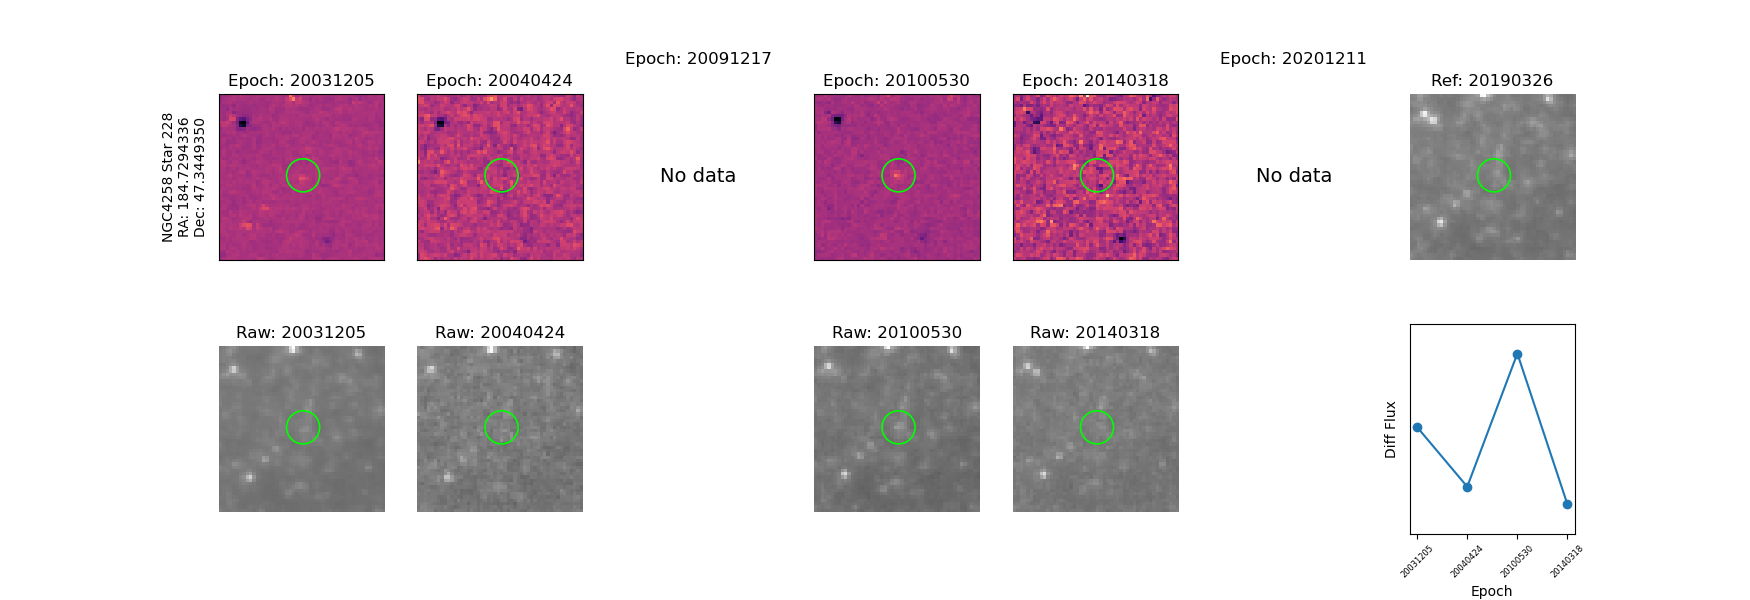 Epoch: 20091217
Epoch: 20201211
Epoch: 20031205
Epoch: 20040424
Epoch: 20100530
Epoch: 20140318
Ref: 20190326
NGC4258 Star 228
RA: 184.7294336
Dec: 47.3449350
No data
No data
Raw: 20031205
Raw: 20040424
Raw: 20100530
Raw: 20140318
Diff Flux
20031205
20040424
20100530
20140318
Epoch